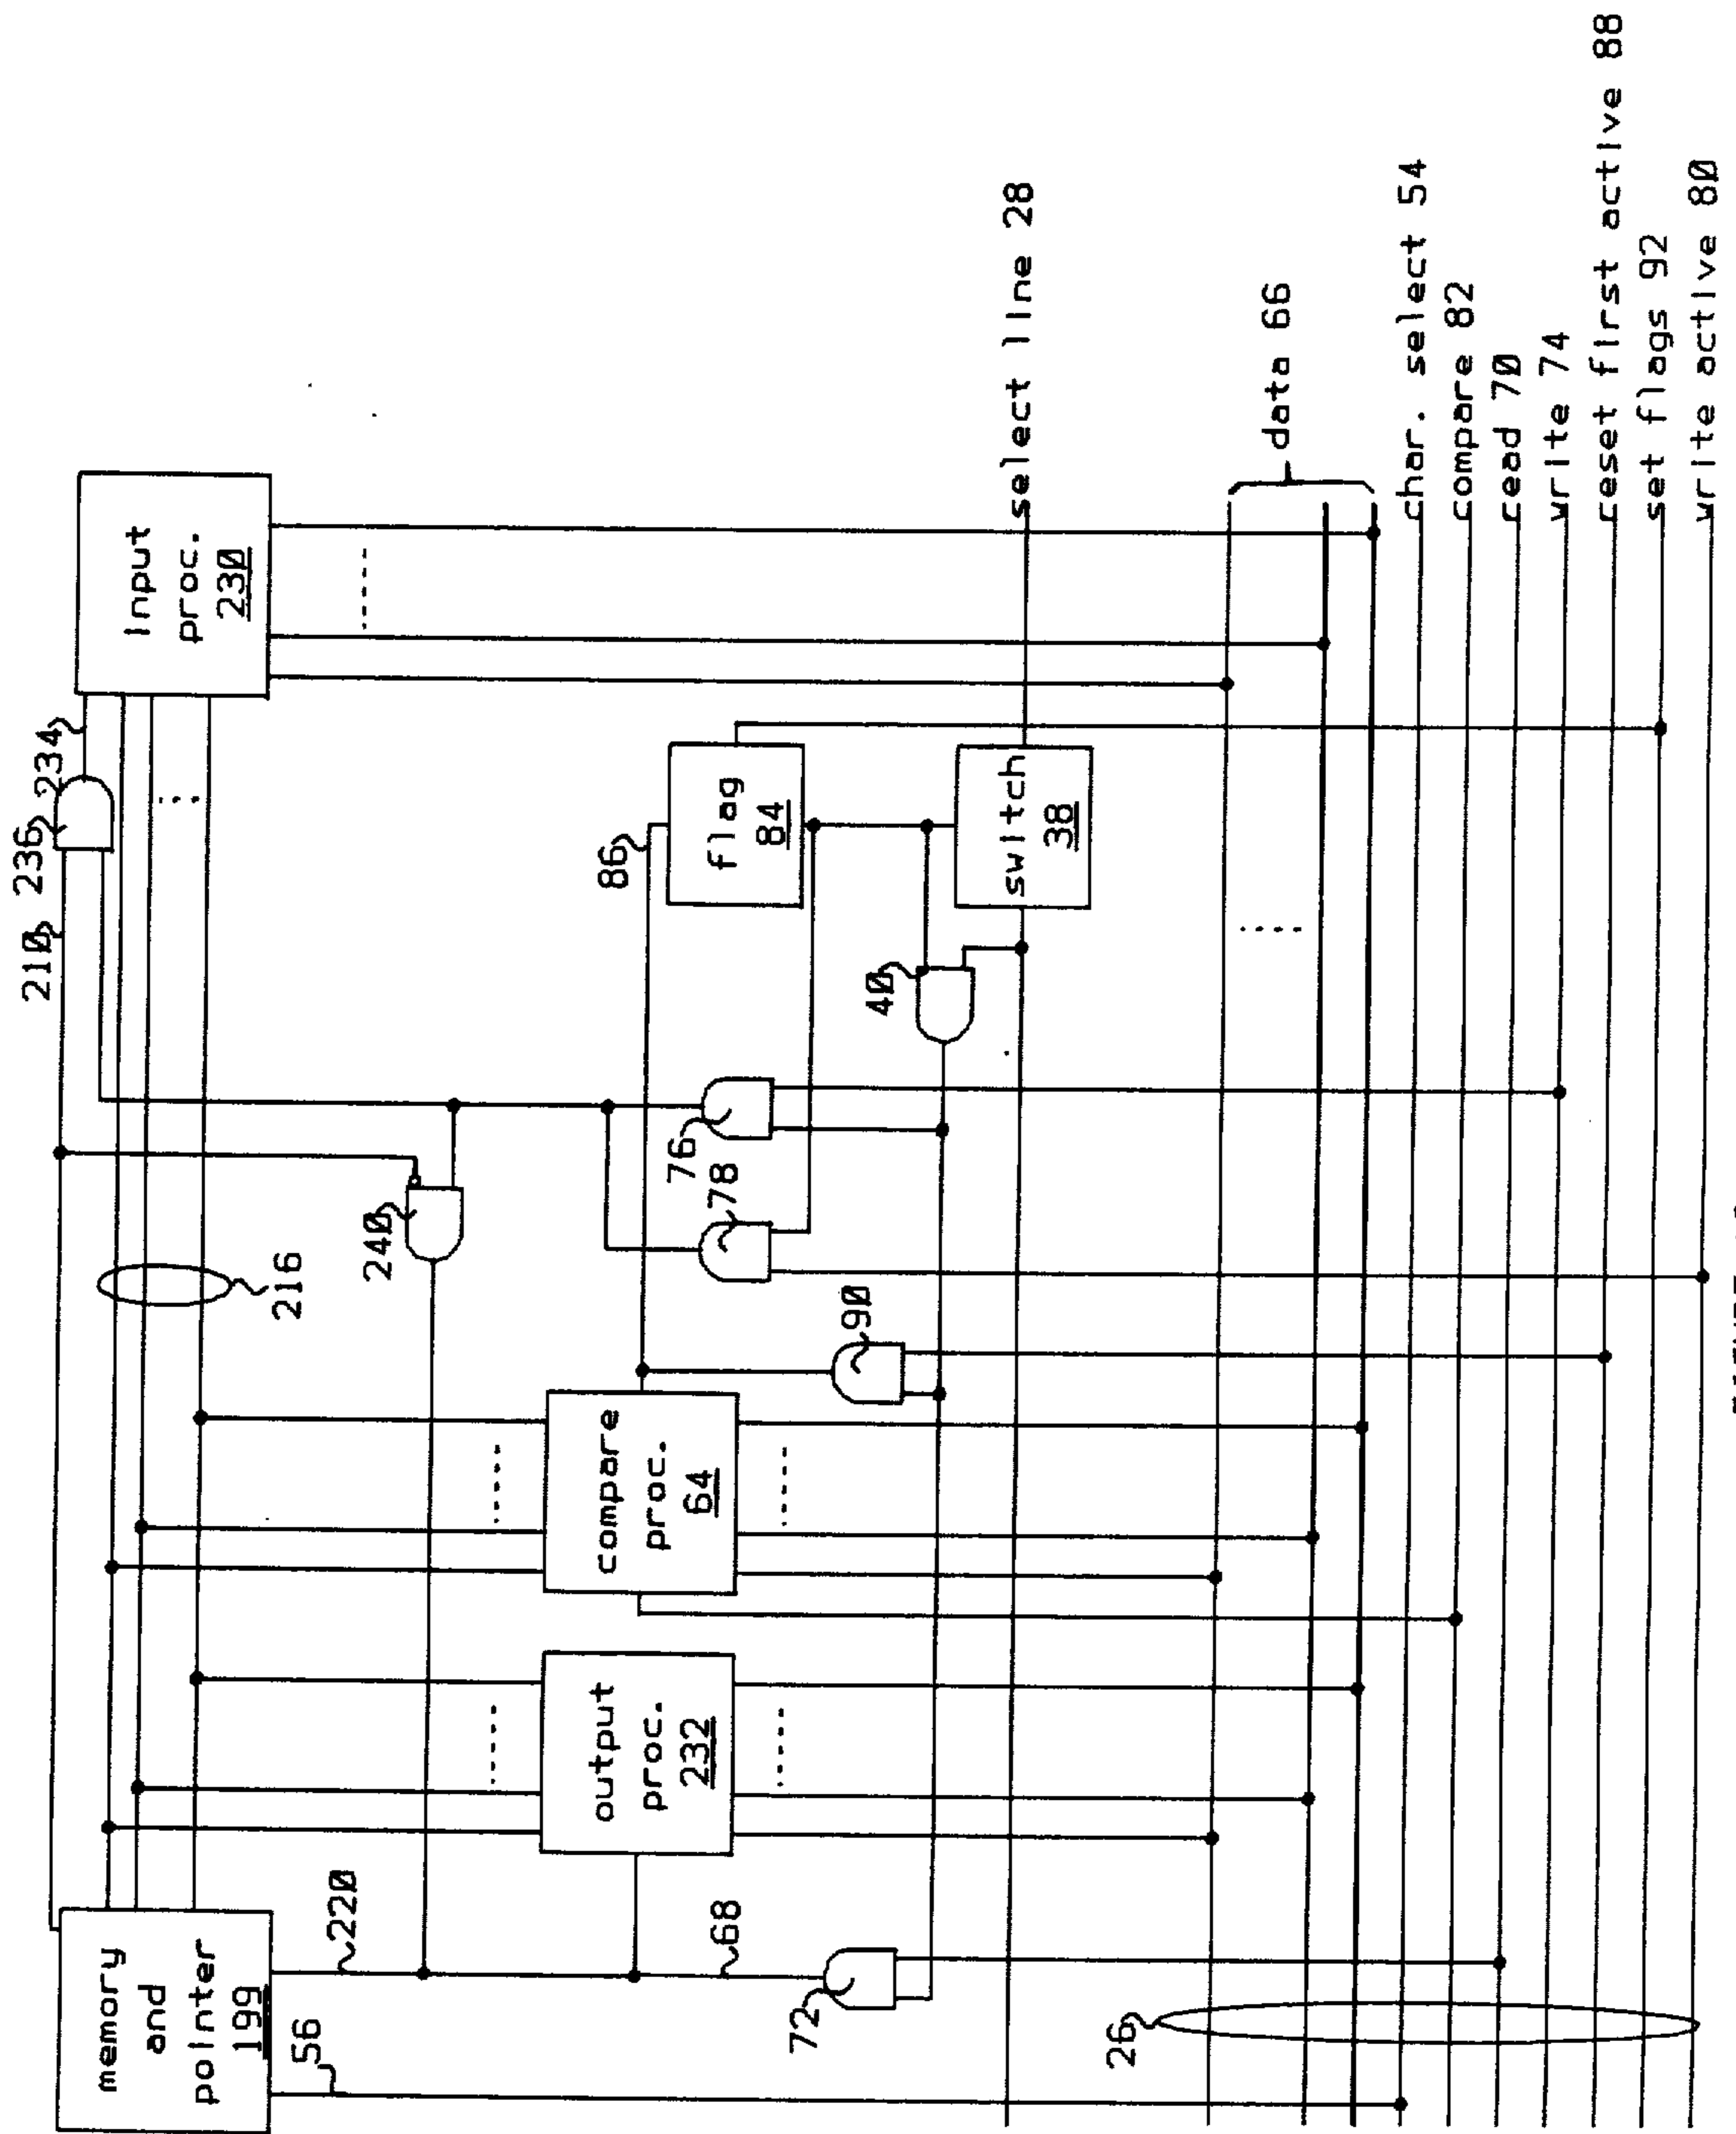 memory
and
pointer
199
56
220
68
72
26
output
proc.
232
compare
proc.
64
216
240
90
78
76
40
86
flag
84
switch
38
210
236
234
Input
proc.
230
select line 28
data 66
char. select 54
compare 82
read 70
write 74
reset first active 88
set flags 92
write active 80